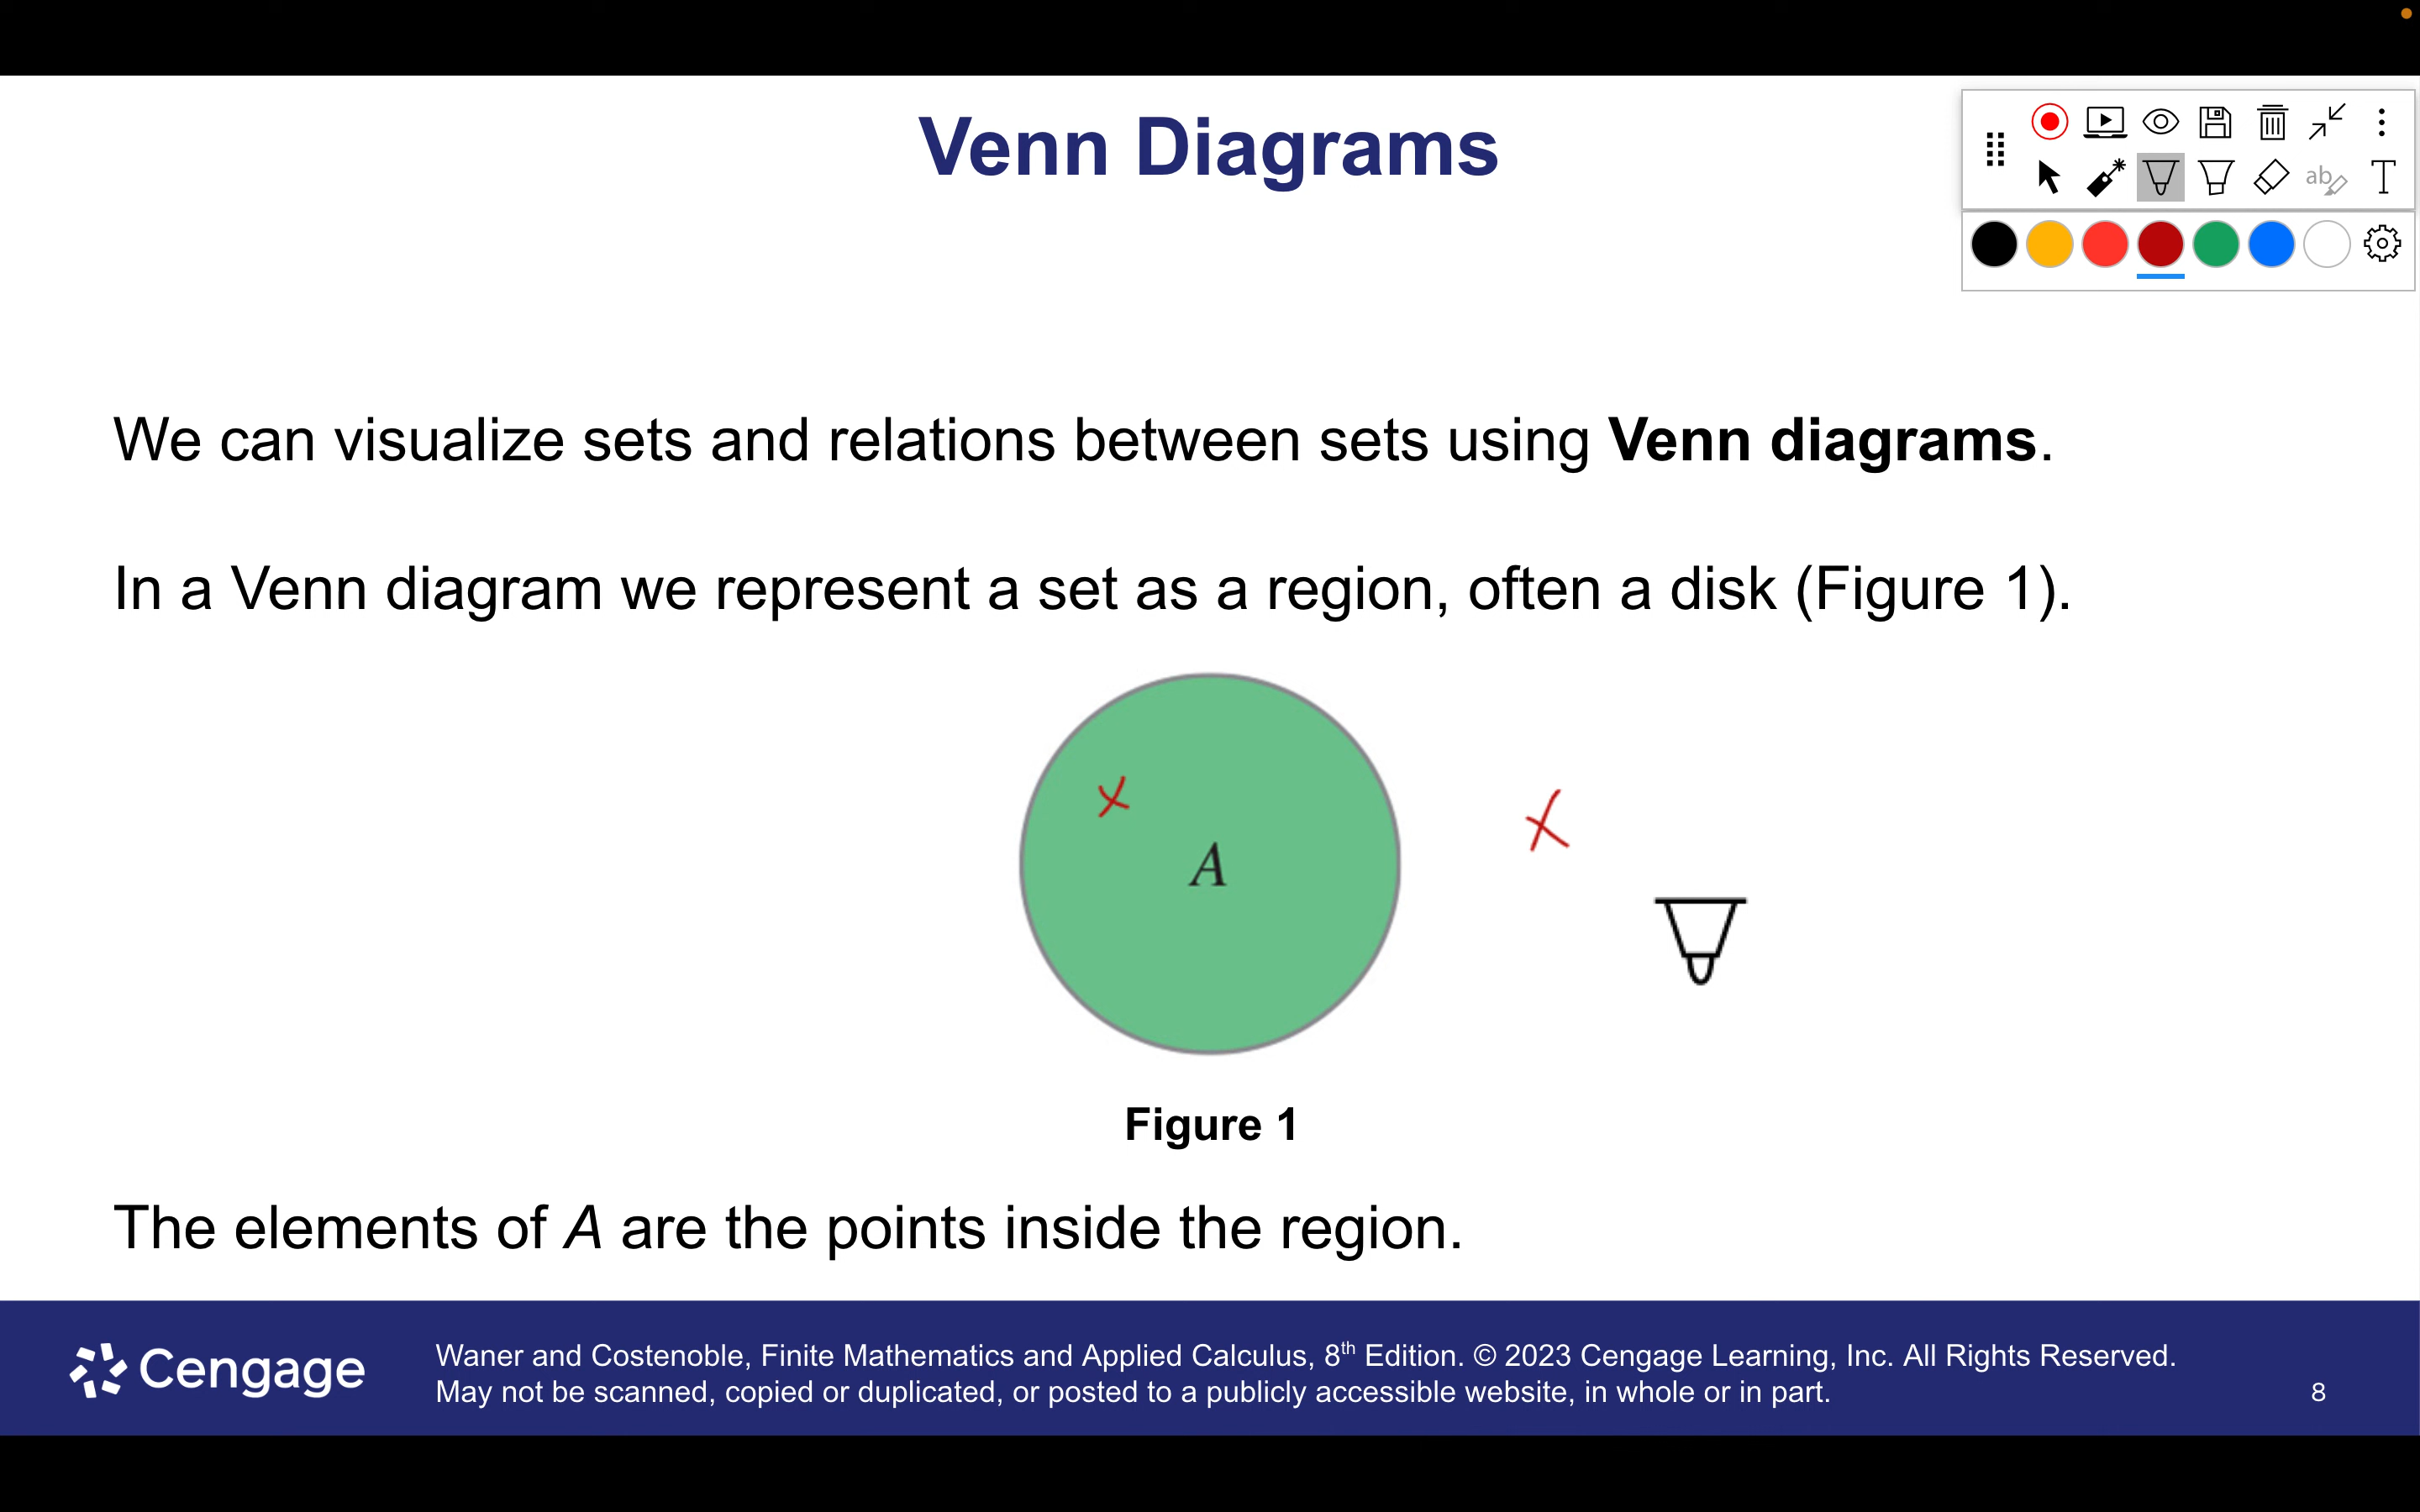 Venn Diagrams
ab
T
We can visualize sets and relations between sets using Venn diagrams.
In a Venn diagram we represent a set as a region, often a disk (Figure 1).
x
x
A
Figure 1
The elements of A are the points inside the region.
Cengage
Waner and Costenoble, Finite Mathematics and Applied Calculus, 8th Edition. © 2023 Cengage Learning, Inc. All Rights Reserved.
May not be scanned, copied or duplicated, or posted to a publicly accessible website, in whole or in part.
8